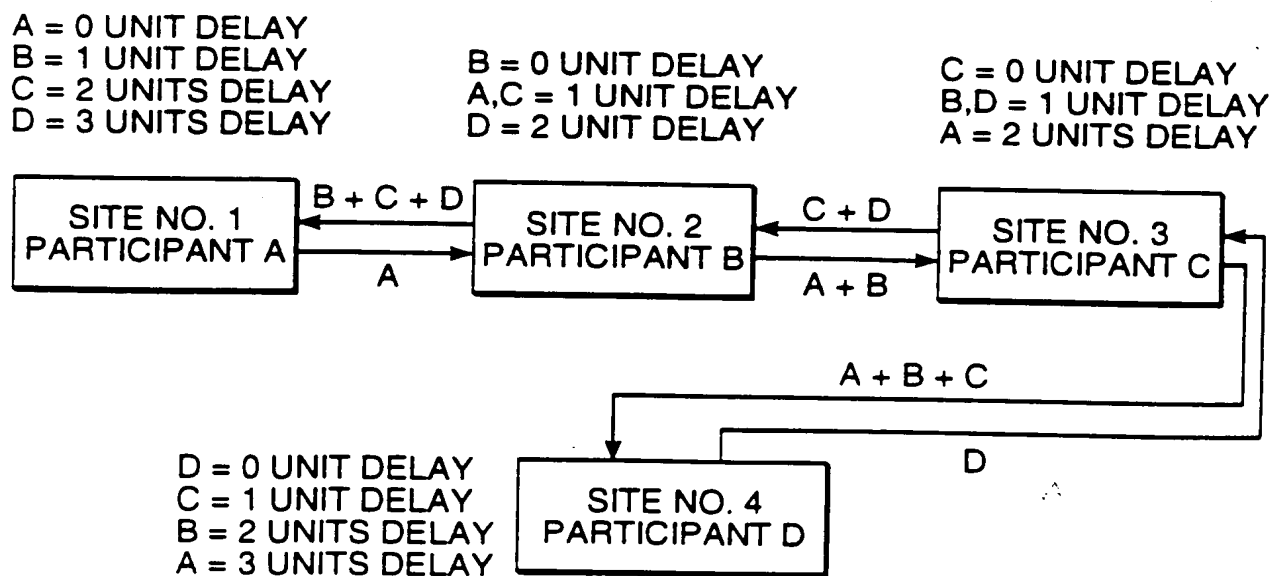 A = 0 UNIT DELAY
B = 1 UNIT DELAY
C = 2 UNITS DELAY
D = 3 UNITS DELAY
B = 0 UNIT DELAY
A,C = 1 UNIT DELAY
D = 2 UNIT DELAY
C = 0 UNIT DELAY
B,D = 1 UNIT DELAY
A = 2 UNITS DELAY
SITE NO. 1
PARTICIPANT A
B + C + D
A
SITE NO. 2
PARTICIPANT B
C + D
A + B
SITE NO. 3
PARTICIPANT C
A + B + C
D
D = 0 UNIT DELAY
C = 1 UNIT DELAY
B = 2 UNITS DELAY
A = 3 UNITS DELAY
SITE NO. 4
PARTICIPANT D